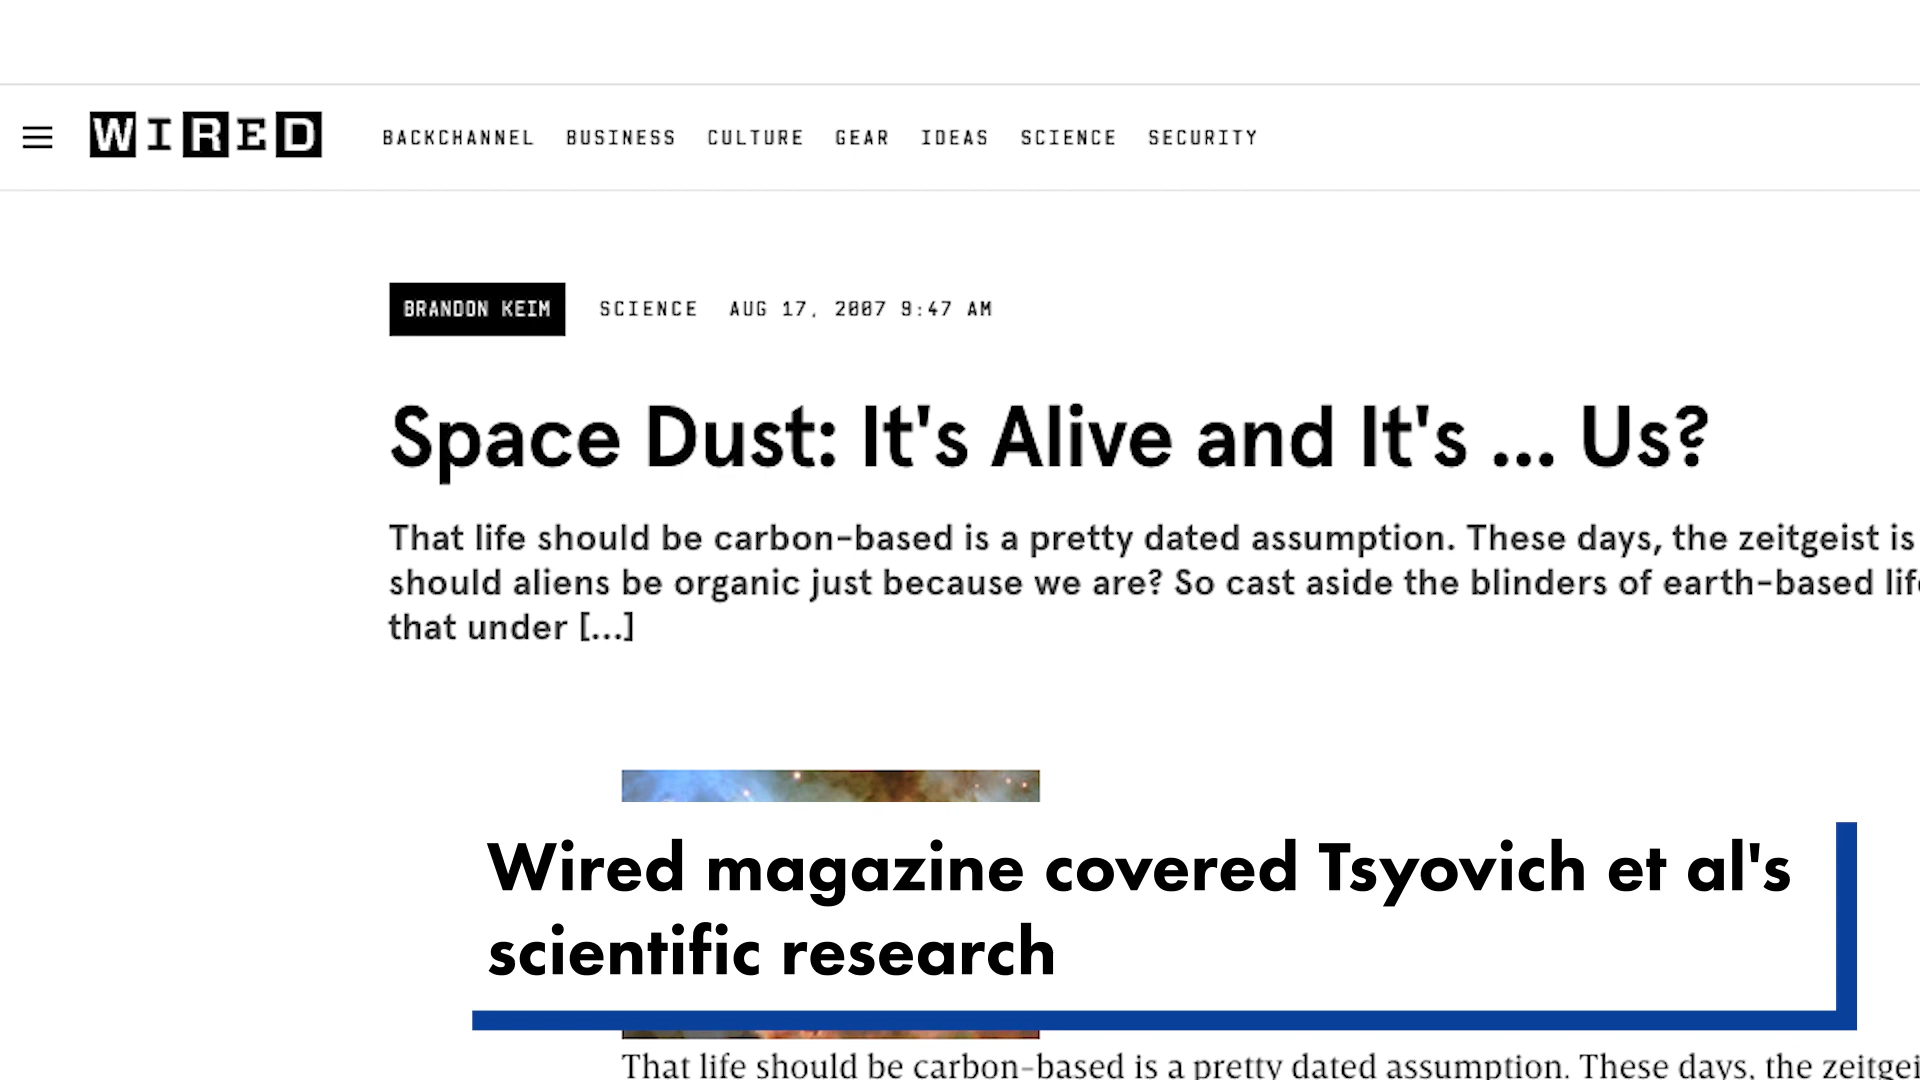 WIRED
BACKCHANNEL BUSINESS CULTURE GEAR IDEAS SCIENCE SECURITY
BRANDON KEIM SCIENCE AUG 17, 2007 9:47 AM
Space Dust: It's Alive and It's ... Us?
That life should be carbon-based is a pretty dated assumption. These days, the zeitgeist is
should aliens be organic just because we are? So cast aside the blinders of earth-based
that under [...]
Wired magazine covered Tsyovich et al's
scientific research
That life should be carbon-based is a pretty dated assumption. These days, the